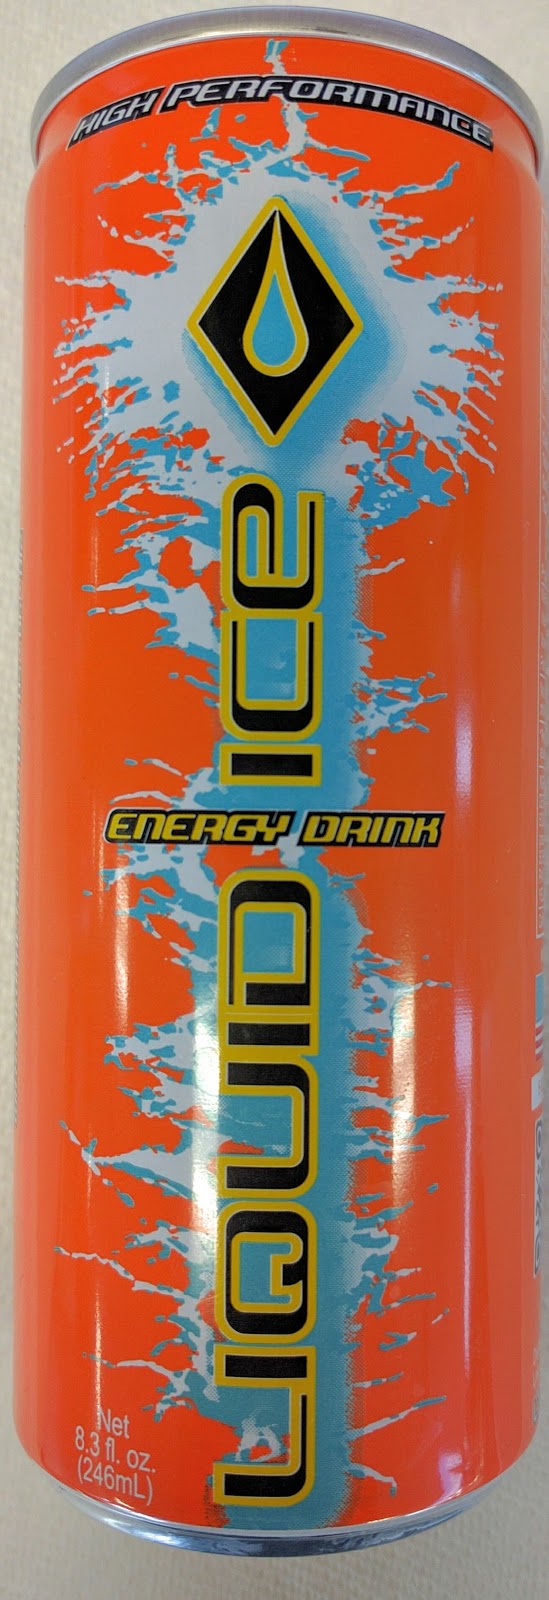 HIGH PERFORMANCE
LIQUID ICE
ENERGY DRINK
Net
8.3 fl. oz.
(246mL)